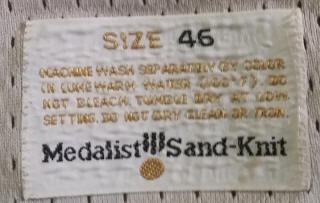 SIZE 46
MACHINE WASH SEPARATELY BY COLOR
IN LUKEWARM WATER (100°F). DO
NOT BLEACH. TUMBLE DRY AT LOW
SETTING. DO NOT DRY CLEAN OR IRON.
Medalist Sand-Knit